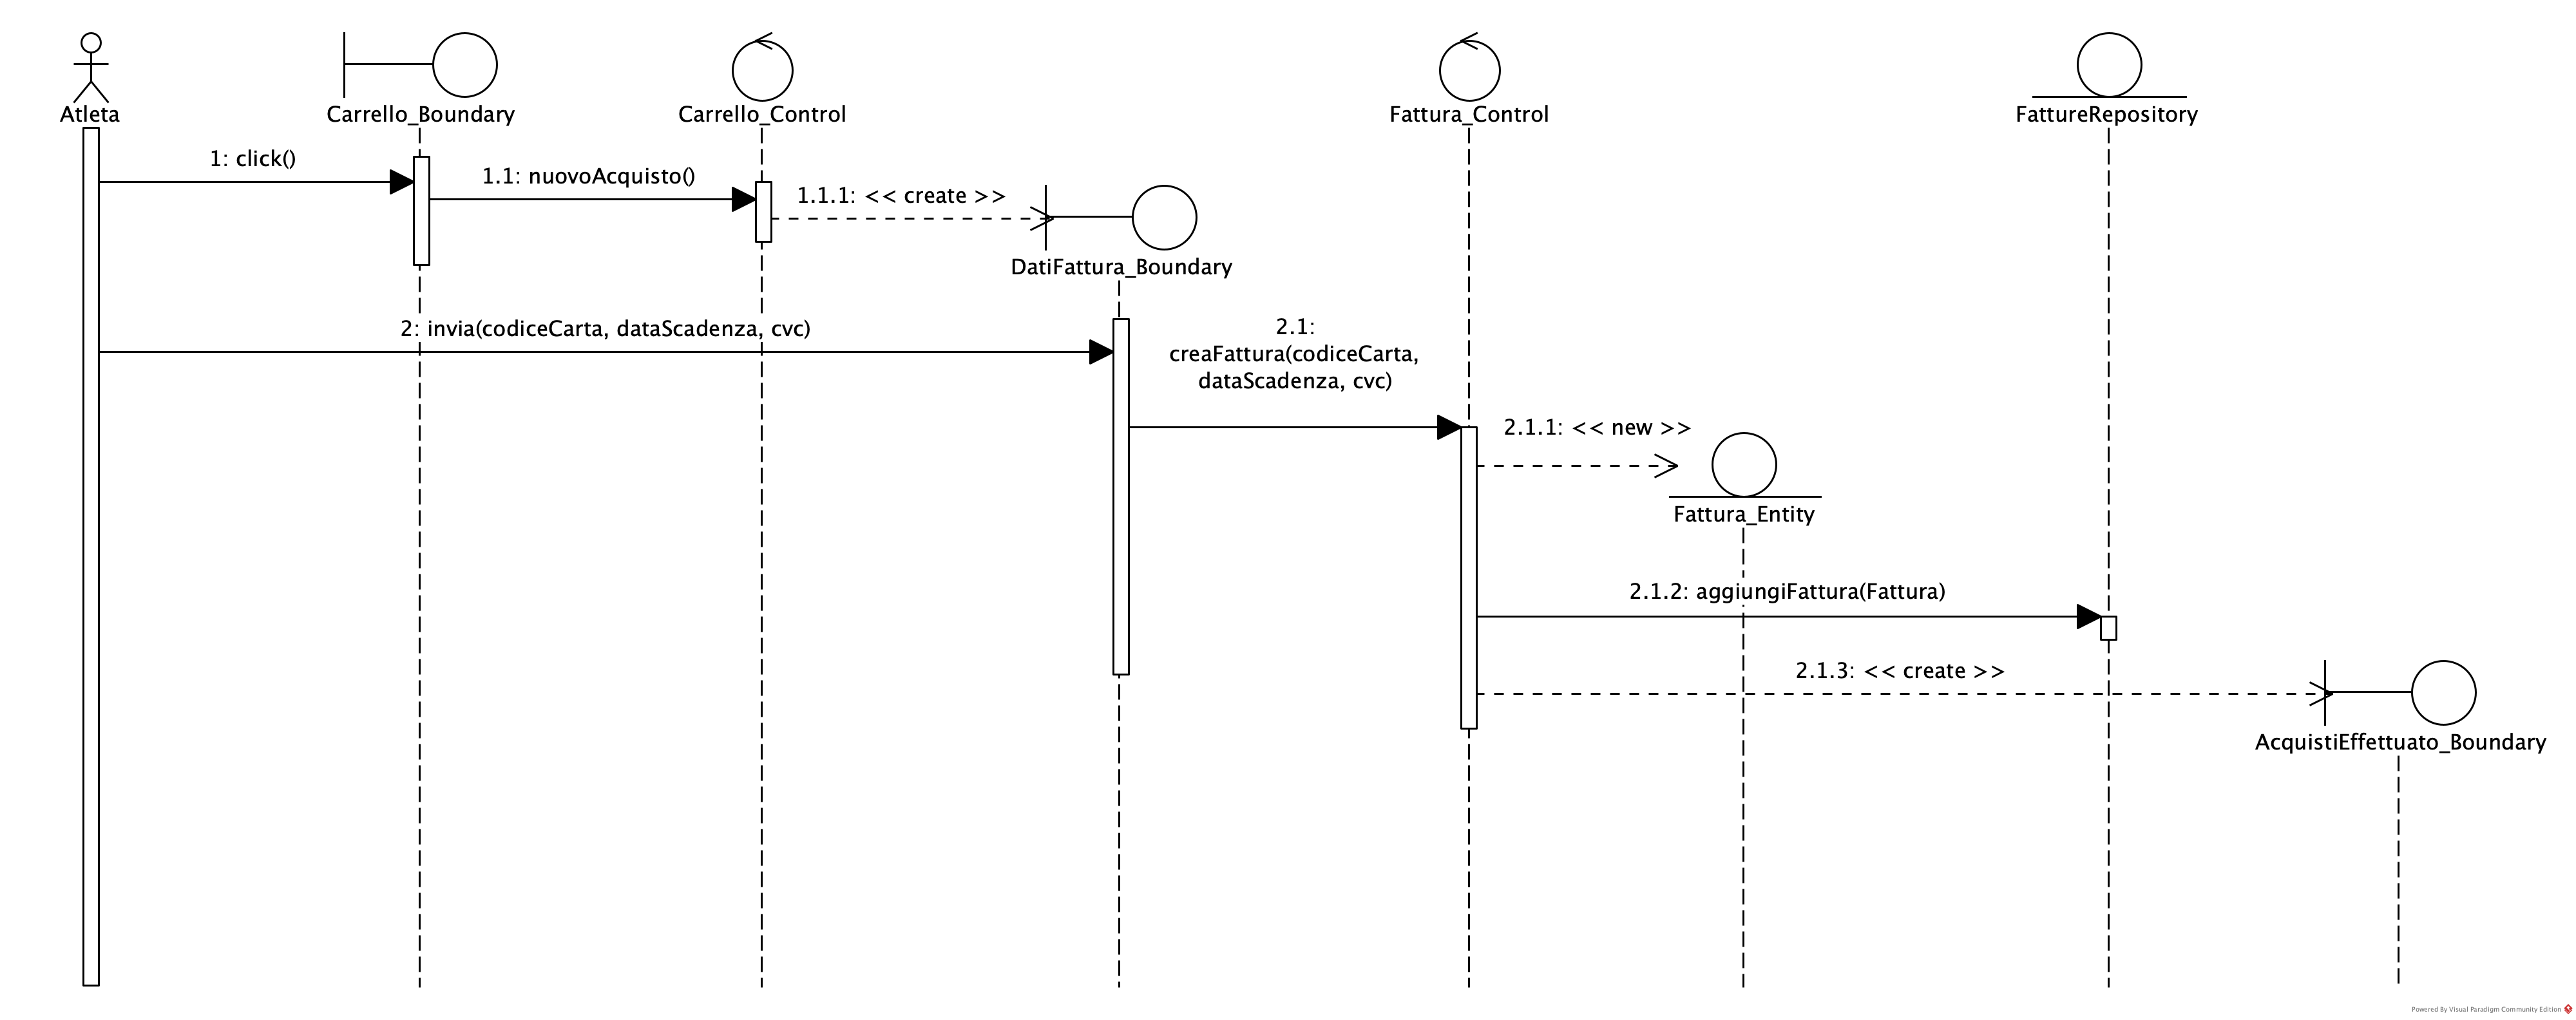 Atleta
Carrello_Boundary
Carrello_Control
Fattura_Control
FattureRepository
1: click()
1.1: nuovoAcquisto()
1.1.1: << create >>
DatiFattura_Boundary
2: invia(codiceCarta, dataScadenza, cvc)
2.1:
creaFattura(codiceCarta,
dataScadenza, cvc)
2.1.1: << new >>
Fattura_Entity
2.1.2: aggiungiFattura(Fattura)
2.1.3: << create >>
AcquistiEffettuato_Boundary
Powered By Visual Paradigm Community Edition